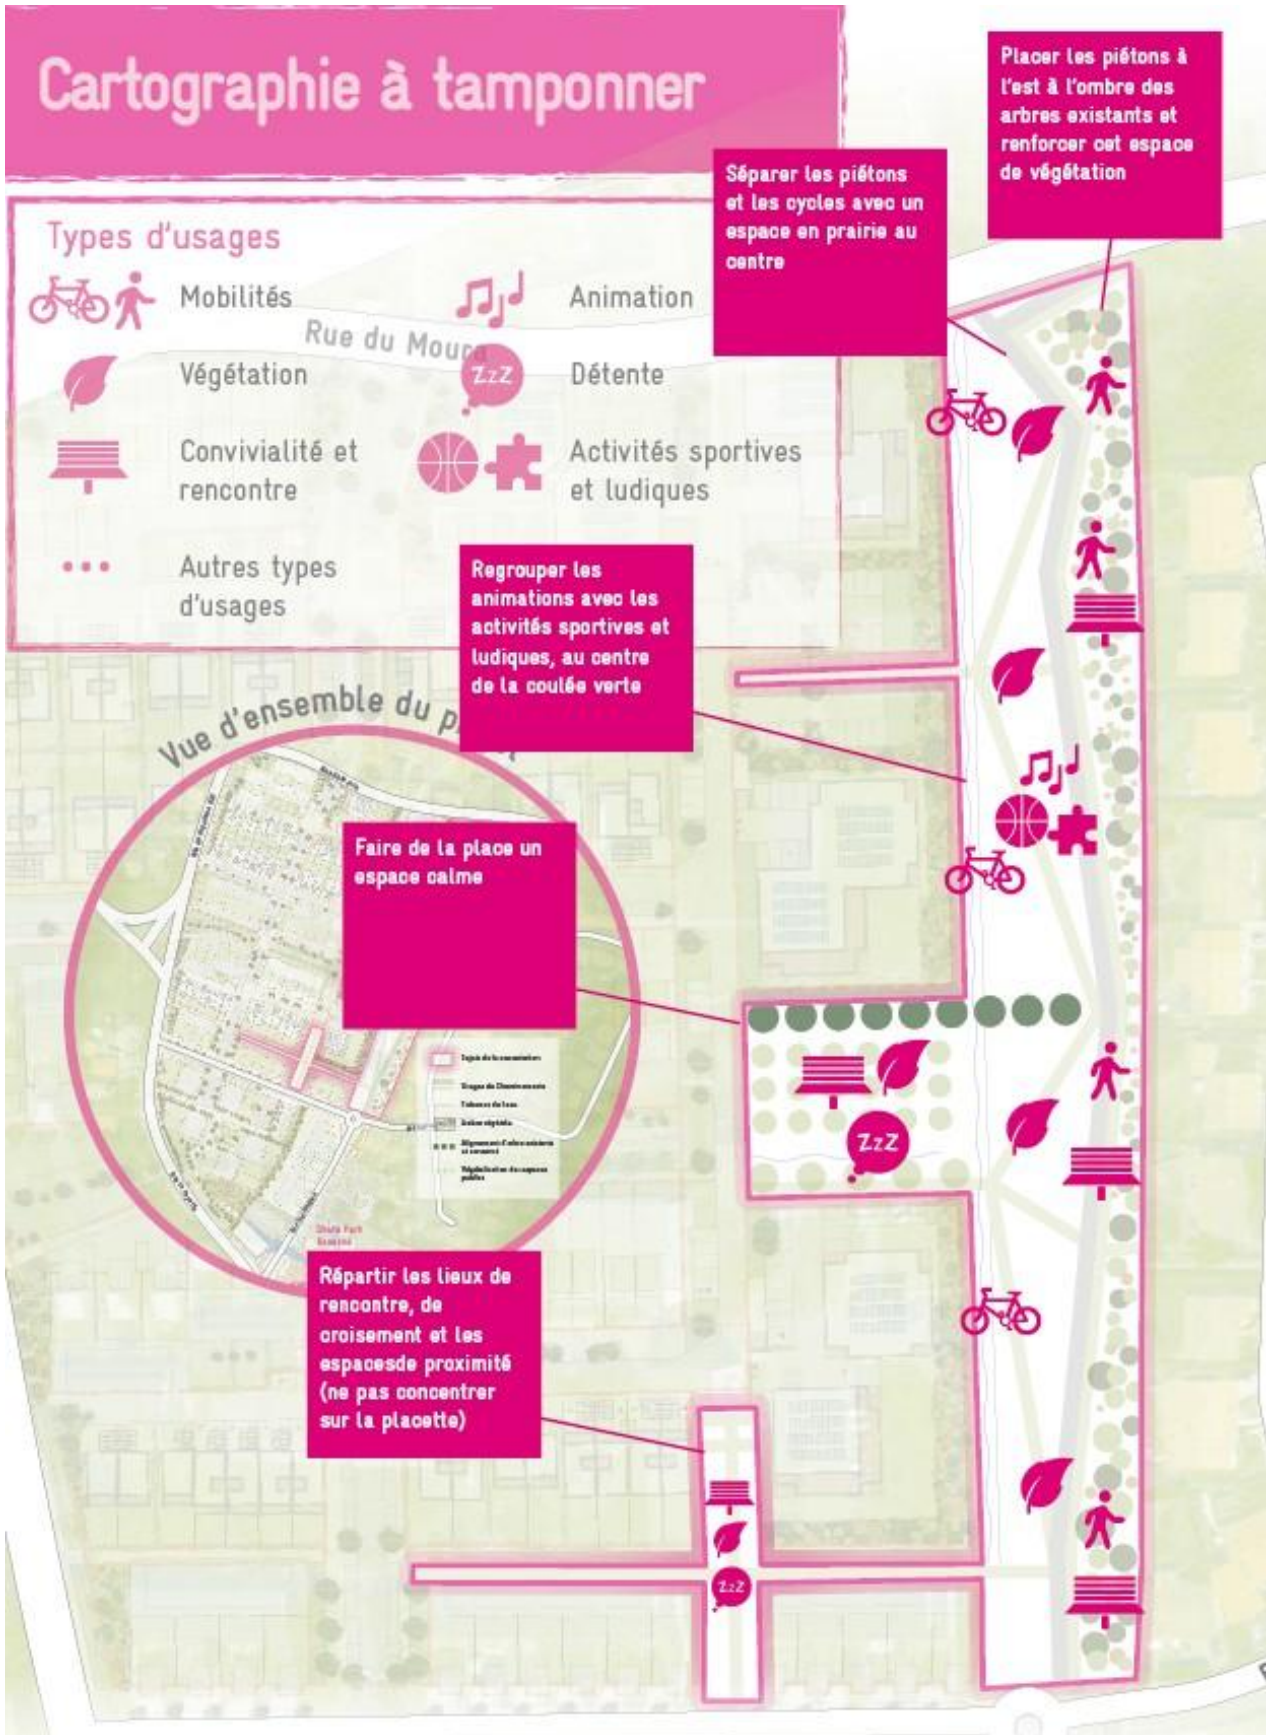 Cartographie à tamponner
Placer les piétons à
l'est à l'ombre des
arbres existants et
renforcer cet espace
de végétation
Séparer les piétons
et les cycles avec un
espace en prairie au
centre
Types d'usages
Mobilités
Animation
Rue du Moura
Végétation
ZzZ
Détente
Convivialité et
rencontre
Activités sportives
et ludiques
Autres types
d'usages
Regrouper les
animations avec les
activités sportives et
ludiques, au centre
de la coulée verte
Vue d'ensemble du
Faire de la place un
espace calme
ZzZ
Répartir les lieux de
rencontre, de
croisement et les
espacesde proximité
(ne pas concentrer
sur la placette)
ZzZ